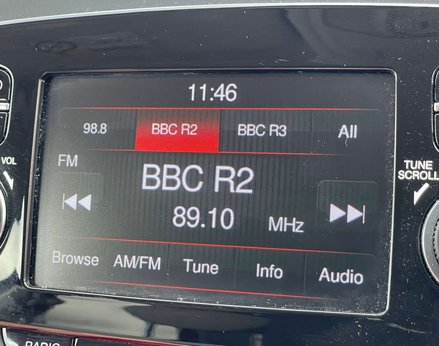 11:46
98.8 BBC R2 BBC R3 All
FM
VOL
TUNE
SCROLL
BBC R2
89.10 MHz
Browse AM/FM Tune Info Audio
RADIO